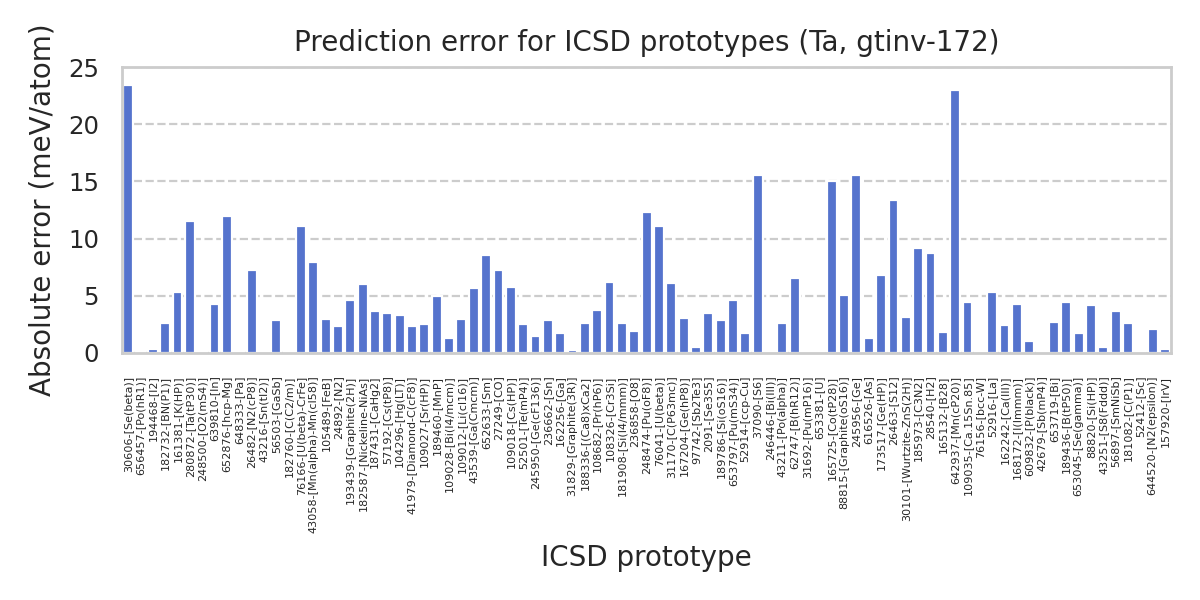 Prediction error for ICSD prototypes (Ta, gtinv-172)
Absolute error (meV/atom)
25
20
15
10
5
0
30606-[Se(beta)]
656457-[Po(hR1)]
194468-[I2]
182732-[BN(P1)]
161381-[K(HP)]
280872-[Ta(tP30)]
248500-[O2(mS4)]
639810-[In]
652876-[hcp-Mg]
104833-[Pa]
26482-[N2(cP8)]
43216-[Sn(tI2)]
56503-[GaSb]
182760-[C(C2/m)]
76166-[U(beta)-CrFe]
43058-[Mn(alpha)-Mn(cI58)]
105489-[FeB]
24892-[N2]
193439-[Graphite(2H)]
182587-[Nickeline-NiAs]
187431-[CaHg2]
57192-[Cs(tP8)]
104296-[Hg(LT)]
41979-[Diamond-C(cF8)]
109027-[Sr(HP)]
189460-[MnP]
109028-[Bi(I4/mcm)]
109012-[Li(cI16)]
43539-[Ga(Cmcm)]
652633-[Sm]
27249-[CO]
109018-[Cs(HP)]
52501-[Te(mP4)]
245950-[Ge(cF136)]
236662-[Sn]
162256-[Ga]
31829-[Graphite(3R)]
188336-[(Ca8)xCa2]
108682-[Pr(hP6)]
108326-[Cr3Si]
181908-[Si(I4/mmm)]
236858-[O8]
248474-[Pu(oF8)]
76041-[U(beta)]
31170-[C(P63mc)]
167204-[Ge(hP8)]
97742-[Sb2Te3]
2091-[Se3S5]
189786-[Si(oS16)]
653797-[Pu(mS34)]
52914-[ccp-Cu]
37090-[S6]
246446-[Bi(III)]
43211-[Po(alpha)]
62747-[B(hR12)]
31692-[Pu(mP16)]
653381-[U]
165725-[Co(tP28)]
88815-[Graphite(oS16)]
245956-[Ge]
616526-[As]
173517-[Ge(HP)]
26463-[S12]
30101-[Wurtzite-ZnS(2H)]
185973-[C3N2]
28540-[H2]
165132-[B28]
642937-[Mn(cP20)]
109035-[Ca.15Sn.85]
76156-[bcc-W]
52916-[La]
162242-[Ca(III)]
168172-[I(Immm)]
609832-[P(black)]
42679-[Sb(mP4)]
653719-[Bi]
189436-[B(tP50)]
653045-[Se(gamma)]
88820-[Si(HP)]
43251-[S8(Fddd)]
56897-[SmNiSb]
181082-[C(P1)]
52412-[Sc]
644520-[N2(epsilon)]
157920-[IrV]
ICSD prototype